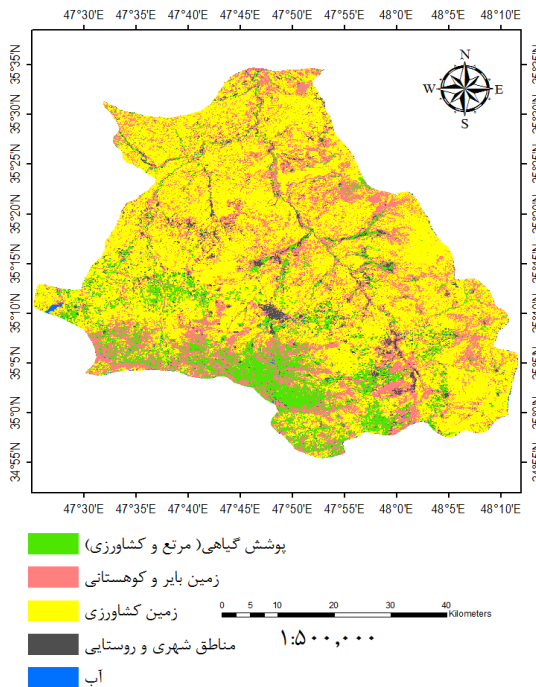 47°30'E 47°35'E 47°40'E 47°45'E 47°50'E 47°55'E 48°0'E 48°5'E 48°10'E
N
W E
S
35°35'N
35°30'N
35°25'N
35°20'N
35°45'N
35°10'N
35°5'N
35°0'N
34°55'N
47°30'E 47°35'E 47°40'E 47°45'E 47°50'E 47°55'E 48°0'E 48°5'E 48°10'E
پوشش گیاهی( مرتع و کشاورزی)
زمین بایر و کوهستانی
زمین کشاورزی
مناطق شهری و روستایی
آب
0 5 10 20 30 40
Kilometers
۱:۵۰۰,۰۰۰